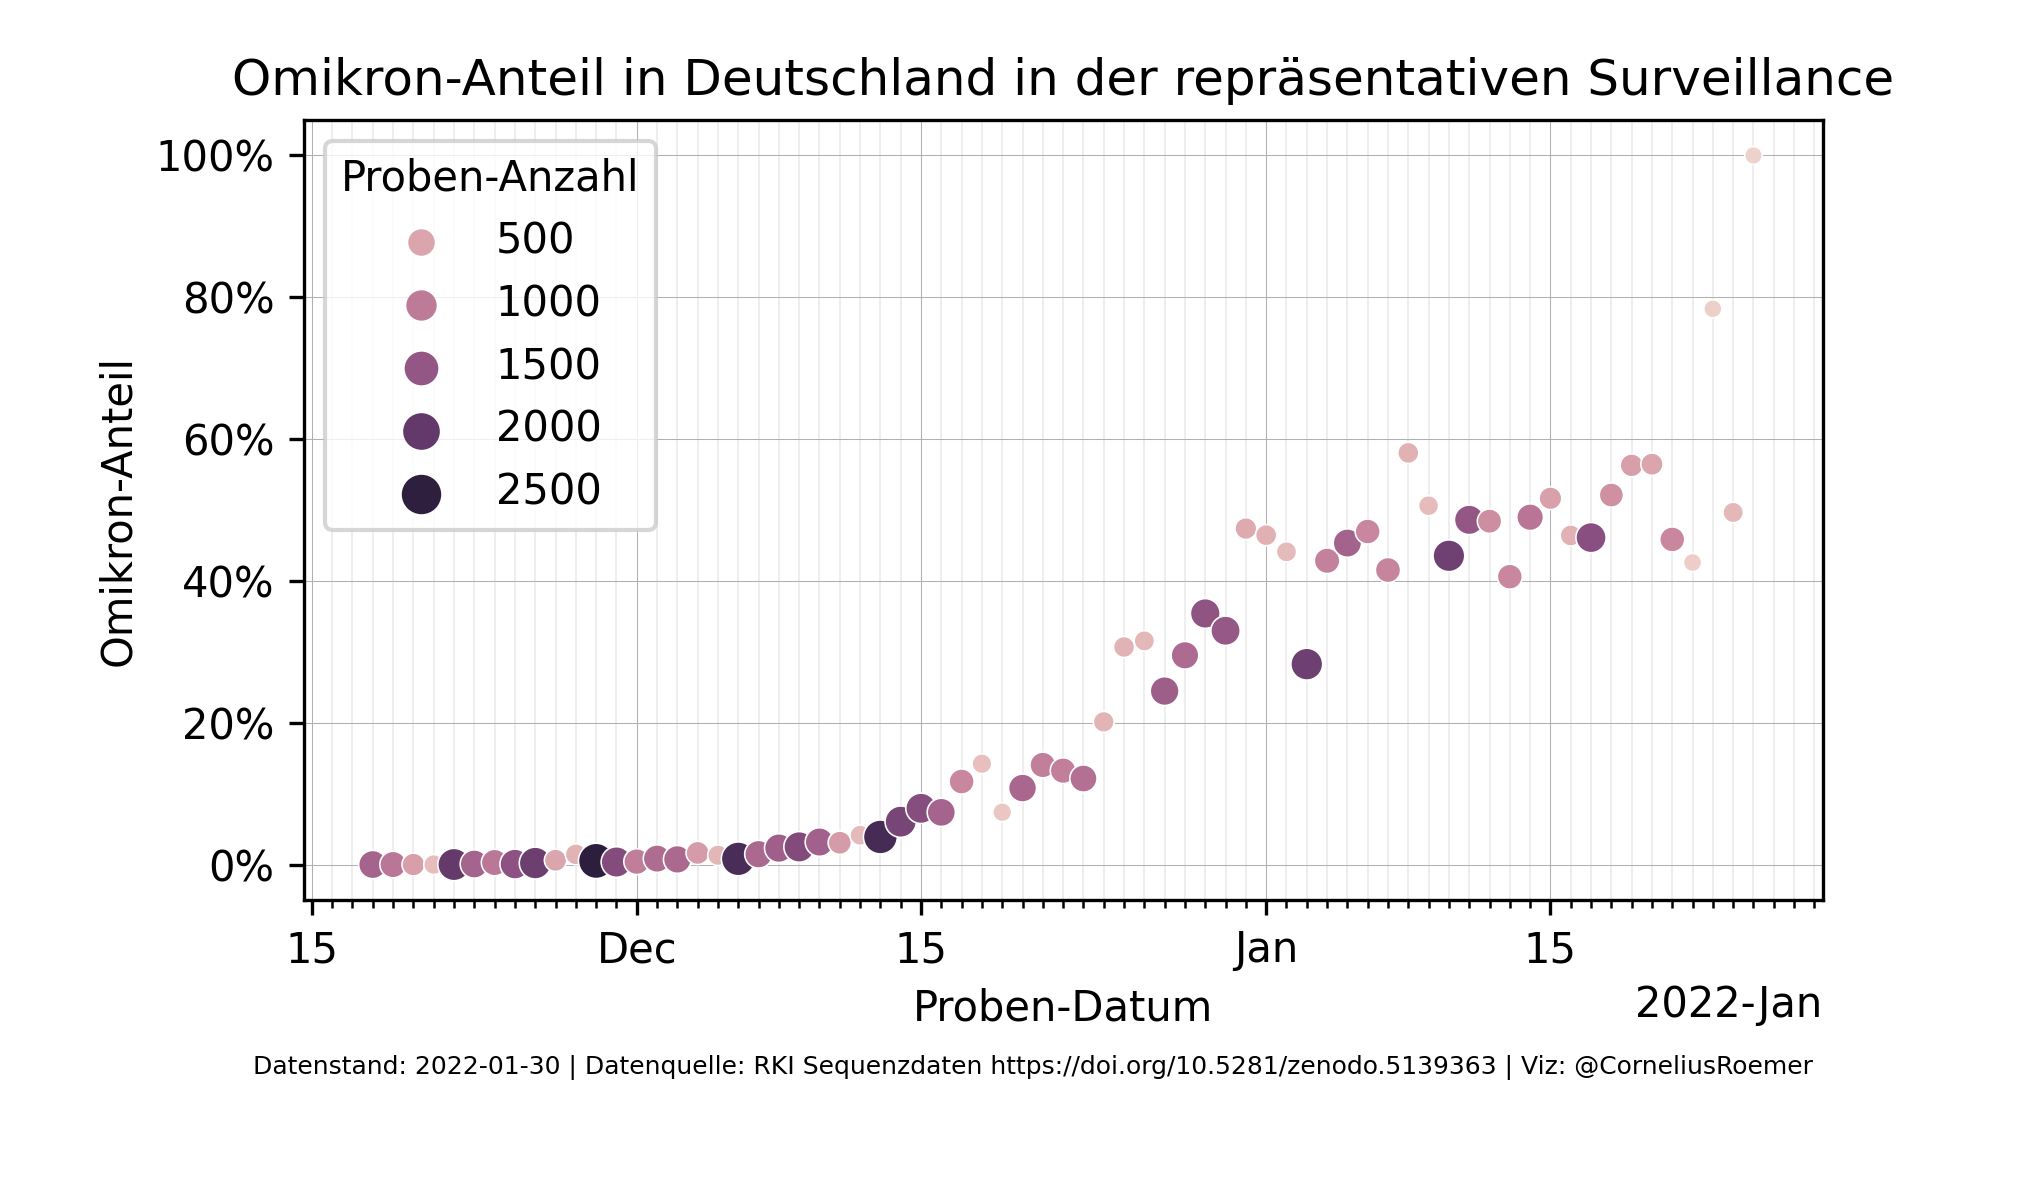 Omikron-Anteil in Deutschland in der repräsentativen Surveillance
Proben-Anzahl
500
1000
1500
2000
2500
100%
80%
60%
40%
20%
0%
Omikron-Anteil
15 Dec 15 Jan 15
Proben-Datum
2022-Jan
Datenstand: 2022-01-30 | Datenquelle: RKI Sequenzdaten https://doi.org/10.5281/zenodo.5139363 | Viz: @CorneliusRoemer